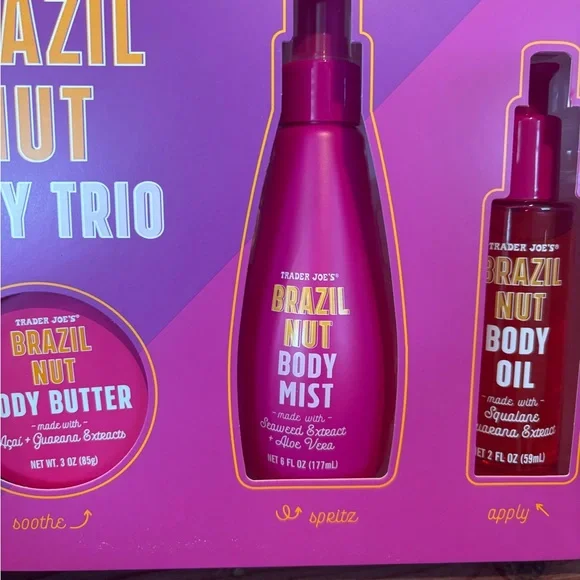 AZIL
NUT
Y TRIO
TRADER JOE'S®
BRAZIL
NUT
ODY BUTTER
- made with -
Açaí + Guarana Extracts
NET WT. 3 OZ (85g)
soothe
TRADER JOE'S®
BRAZIL
NUT
BODY
MIST
- made with -
Seaweed Extract
+ Aloe Vera
NET 6 FL OZ (177mL)
spritz
TRADER JOE'S®
BRAZIL
NUT
BODY
OIL
- made with -
Squalane
uarana Extract
NET 2 FL OZ (59mL)
apply